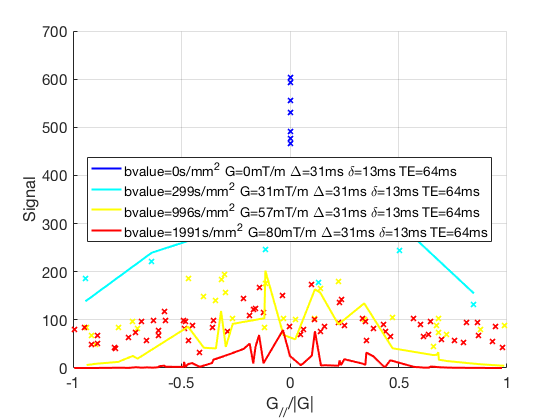 700
600
500
400
300
200
100
0
Signal
bvalue=0s/mm² G=0mT/m Δ=31ms δ=13ms TE=64ms
bvalue=299s/mm² G=31mT/m Δ=31ms δ=13ms TE=64ms
bvalue=996s/mm² G=57mT/m Δ=31ms δ=13ms TE=64ms
bvalue=1991s/mm² G=80mT/m Δ=31ms δ=13ms TE=64ms
-1 -0.5 0 0.5 1
G_//_/|G|